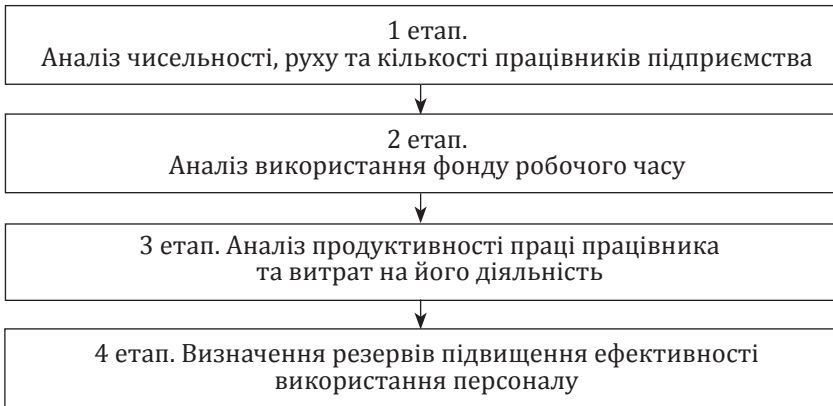 1 етап.
Аналіз чисельності, руху та кількості працівників підприємства
2 етап.
Аналіз використання фонду робочого часу
3 етап. Аналіз продуктивності праці працівника
та витрат на його діяльність
4 етап. Визначення резервів підвищення ефективності
використання персоналу